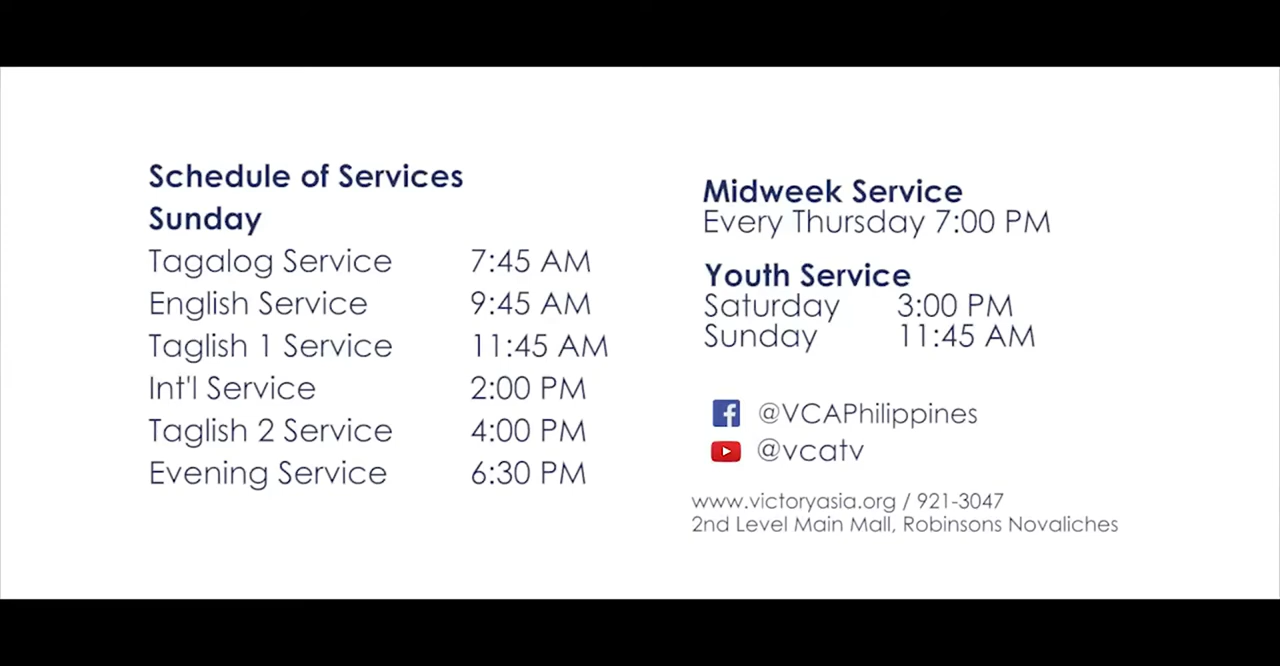 Schedule of Services
Sunday
Tagalog Service 7:45 AM
English Service 9:45 AM
Taglish 1 Service 11:45 AM
Int'l Service 2:00 PM
Taglish 2 Service 4:00 PM
Evening Service 6:30 PM
Midweek Service
Every Thursday 7:00 PM
Youth Service
Saturday 3:00 PM
Sunday 11:45 AM
@VCAPhilippines
@vcatv
www.victoryasia.org / 921-3047
2nd Level Main Mall, Robinsons Novaliches